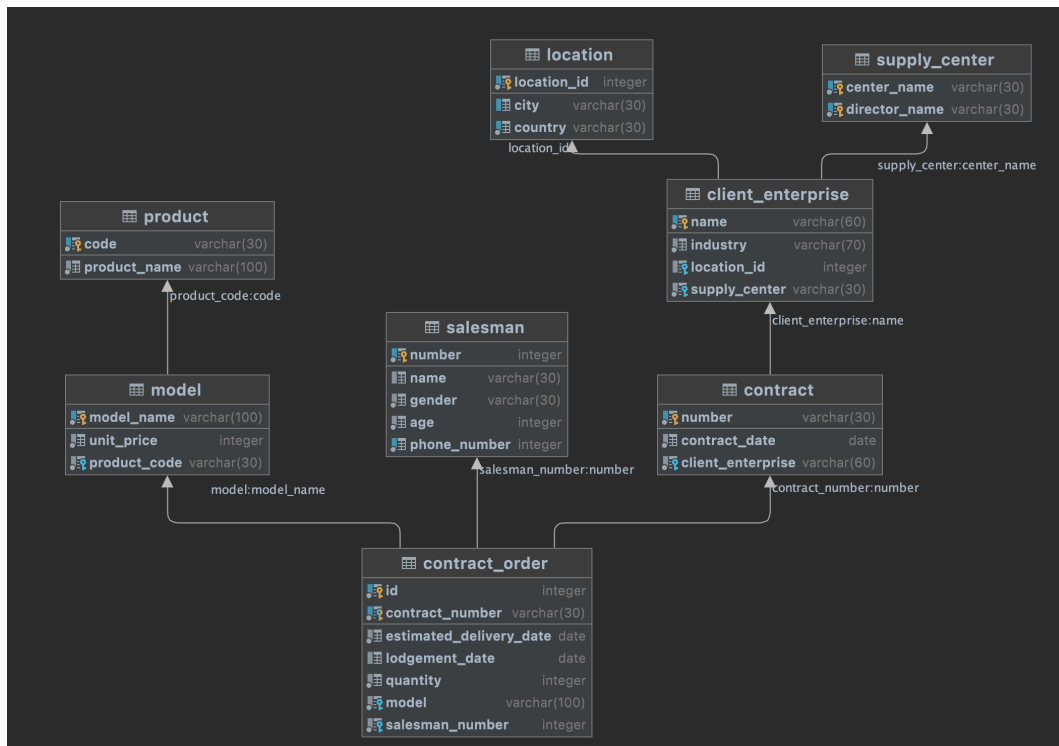 location
location_id integer
city varchar(30)
country varchar(30)
supply_center
center_name varchar(30)
director_name varchar(30)
location_id
supply_center:center_name
client_enterprise
name varchar(60)
industry varchar(70)
location_id integer
supply_center varchar(30)
product
code varchar(30)
product_name varchar(100)
product_code:code
client_enterprise:name
salesman
number integer
name varchar(30)
gender varchar(30)
age integer
phone_number integer
model
model_name varchar(100)
unit_price integer
product_code varchar(30)
contract
number varchar(30)
contract_date date
client_enterprise varchar(60)
salesman_number:number
model:model_name
contract_number:number
contract_order
id integer
contract_number varchar(30)
estimated_delivery_date date
lodgement_date date
quantity integer
model varchar(100)
salesman_number integer